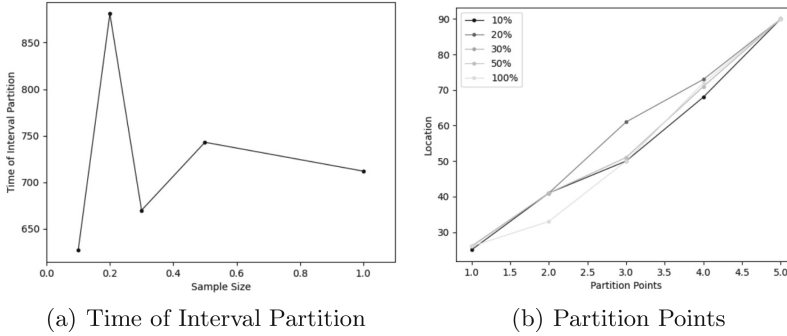 850
800
750
700
650
Time of Interval Partition
0.0 0.2 0.4 0.6 0.8 1.0
Sample Size
(a) Time of Interval Partition
10%
20%
30%
50%
100%
90
80
70
60
50
40
30
Location
1.0 1.5 2.0 2.5 3.0 3.5 4.0 4.5 5.0
Partition Points
(b) Partition Points